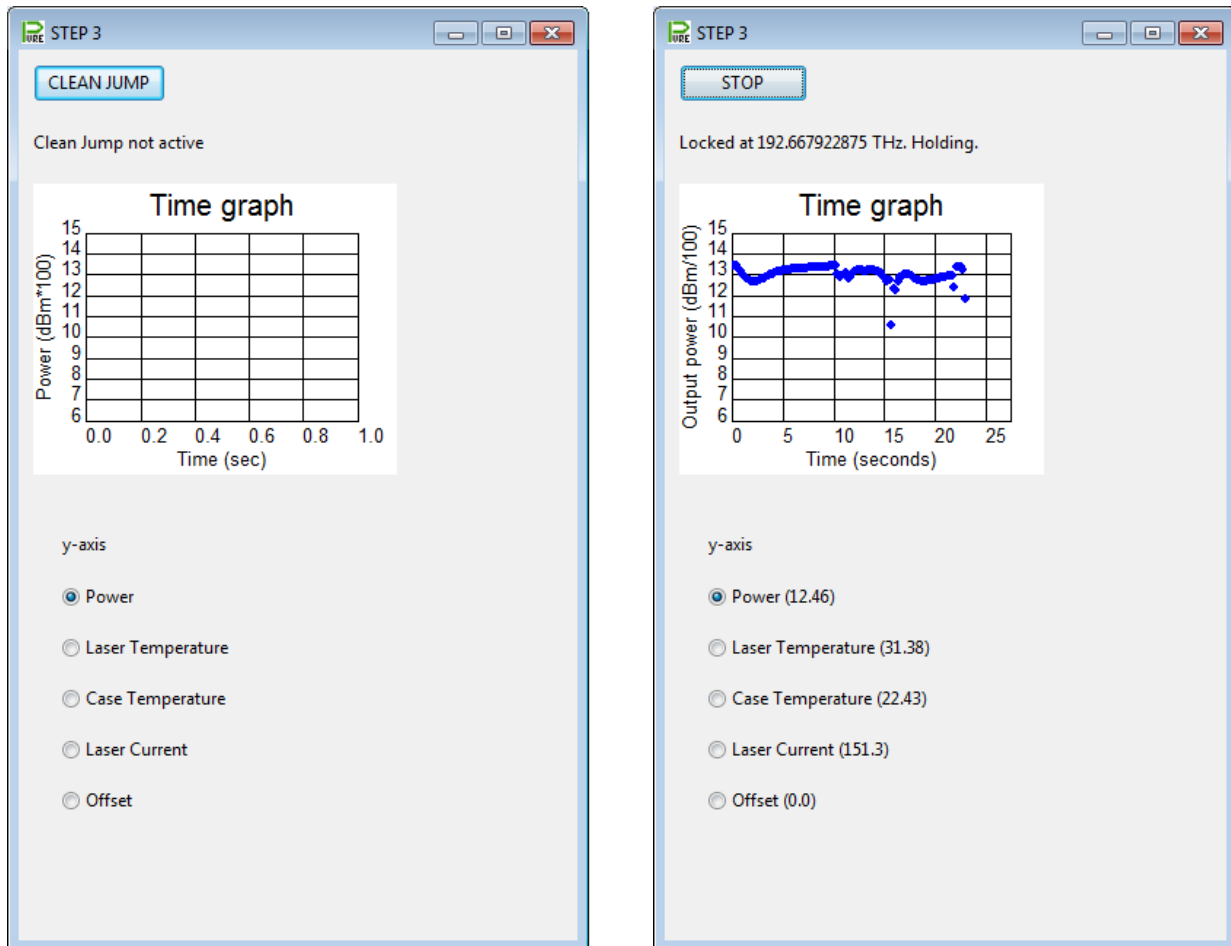 PURE STEP 3
CLEAN JUMP
Clean Jump not active
Time graph
Power (dBm*100)
15
14
13
12
11
10
9
8
7
6
0.0 0.2 0.4 0.6 0.8 1.0
Time (sec)
y-axis
Power
Laser Temperature
Case Temperature
Laser Current
Offset
PURE STEP 3
STOP
Locked at 192.667922875 THz. Holding.
Time graph
Output power (dBm/100)
15
14
13
12
11
10
9
8
7
6
0 5 10 15 20 25
Time (seconds)
y-axis
Power (12.46)
Laser Temperature (31.38)
Case Temperature (22.43)
Laser Current (151.3)
Offset (0.0)